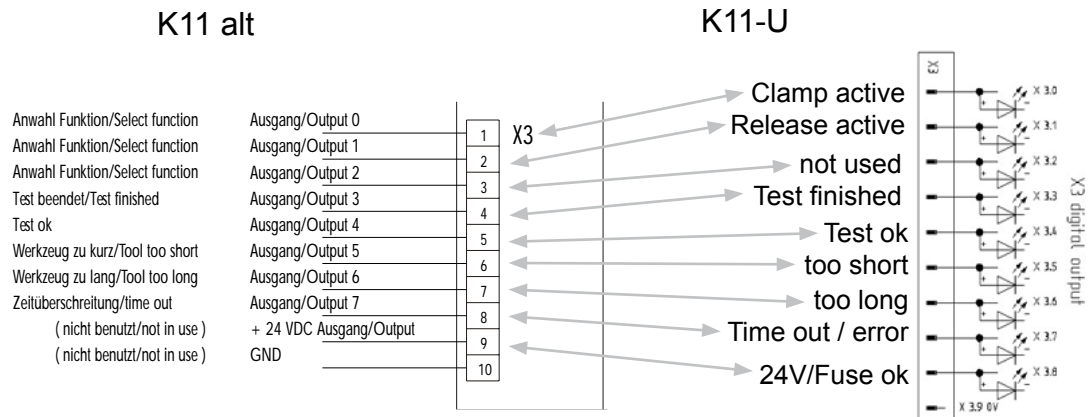 K11 alt
K11-U
Anwahl Funktion/Select function Ausgang/Output 0
Anwahl Funktion/Select function Ausgang/Output 1
Anwahl Funktion/Select function Ausgang/Output 2
Test beendet/Test finished Ausgang/Output 3
Test ok Ausgang/Output 4
Werkzeug zu kurz/Tool too short Ausgang/Output 5
Werkzeug zu lang/Tool too long Ausgang/Output 6
Zeitüberschreitung/time out Ausgang/Output 7
( nicht benutzt/not in use ) + 24 VDC Ausgang/Output
( nicht benutzt/not in use ) GND
1
2
3
4
5
6
7
8
9
10
X3
Clamp active
Release active
not used
Test finished
Test ok
too short
too long
Time out / error
24V/Fuse ok
X3
X 3.0
X 3.1
X 3.2
X 3.3
X 3.4
X 3.5
X 3.6
X 3.7
X 3.8
X 3.9 0V
X3 digital output